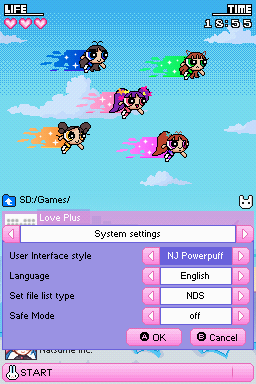 LIFE TIME
18:55
SD:/Games/
Love Plus
System settings
User Interface style NJ Powerpuff
Language English
Set file list type NDS
Safe Mode off
A OK B Cancel
Natsume Inc.
START